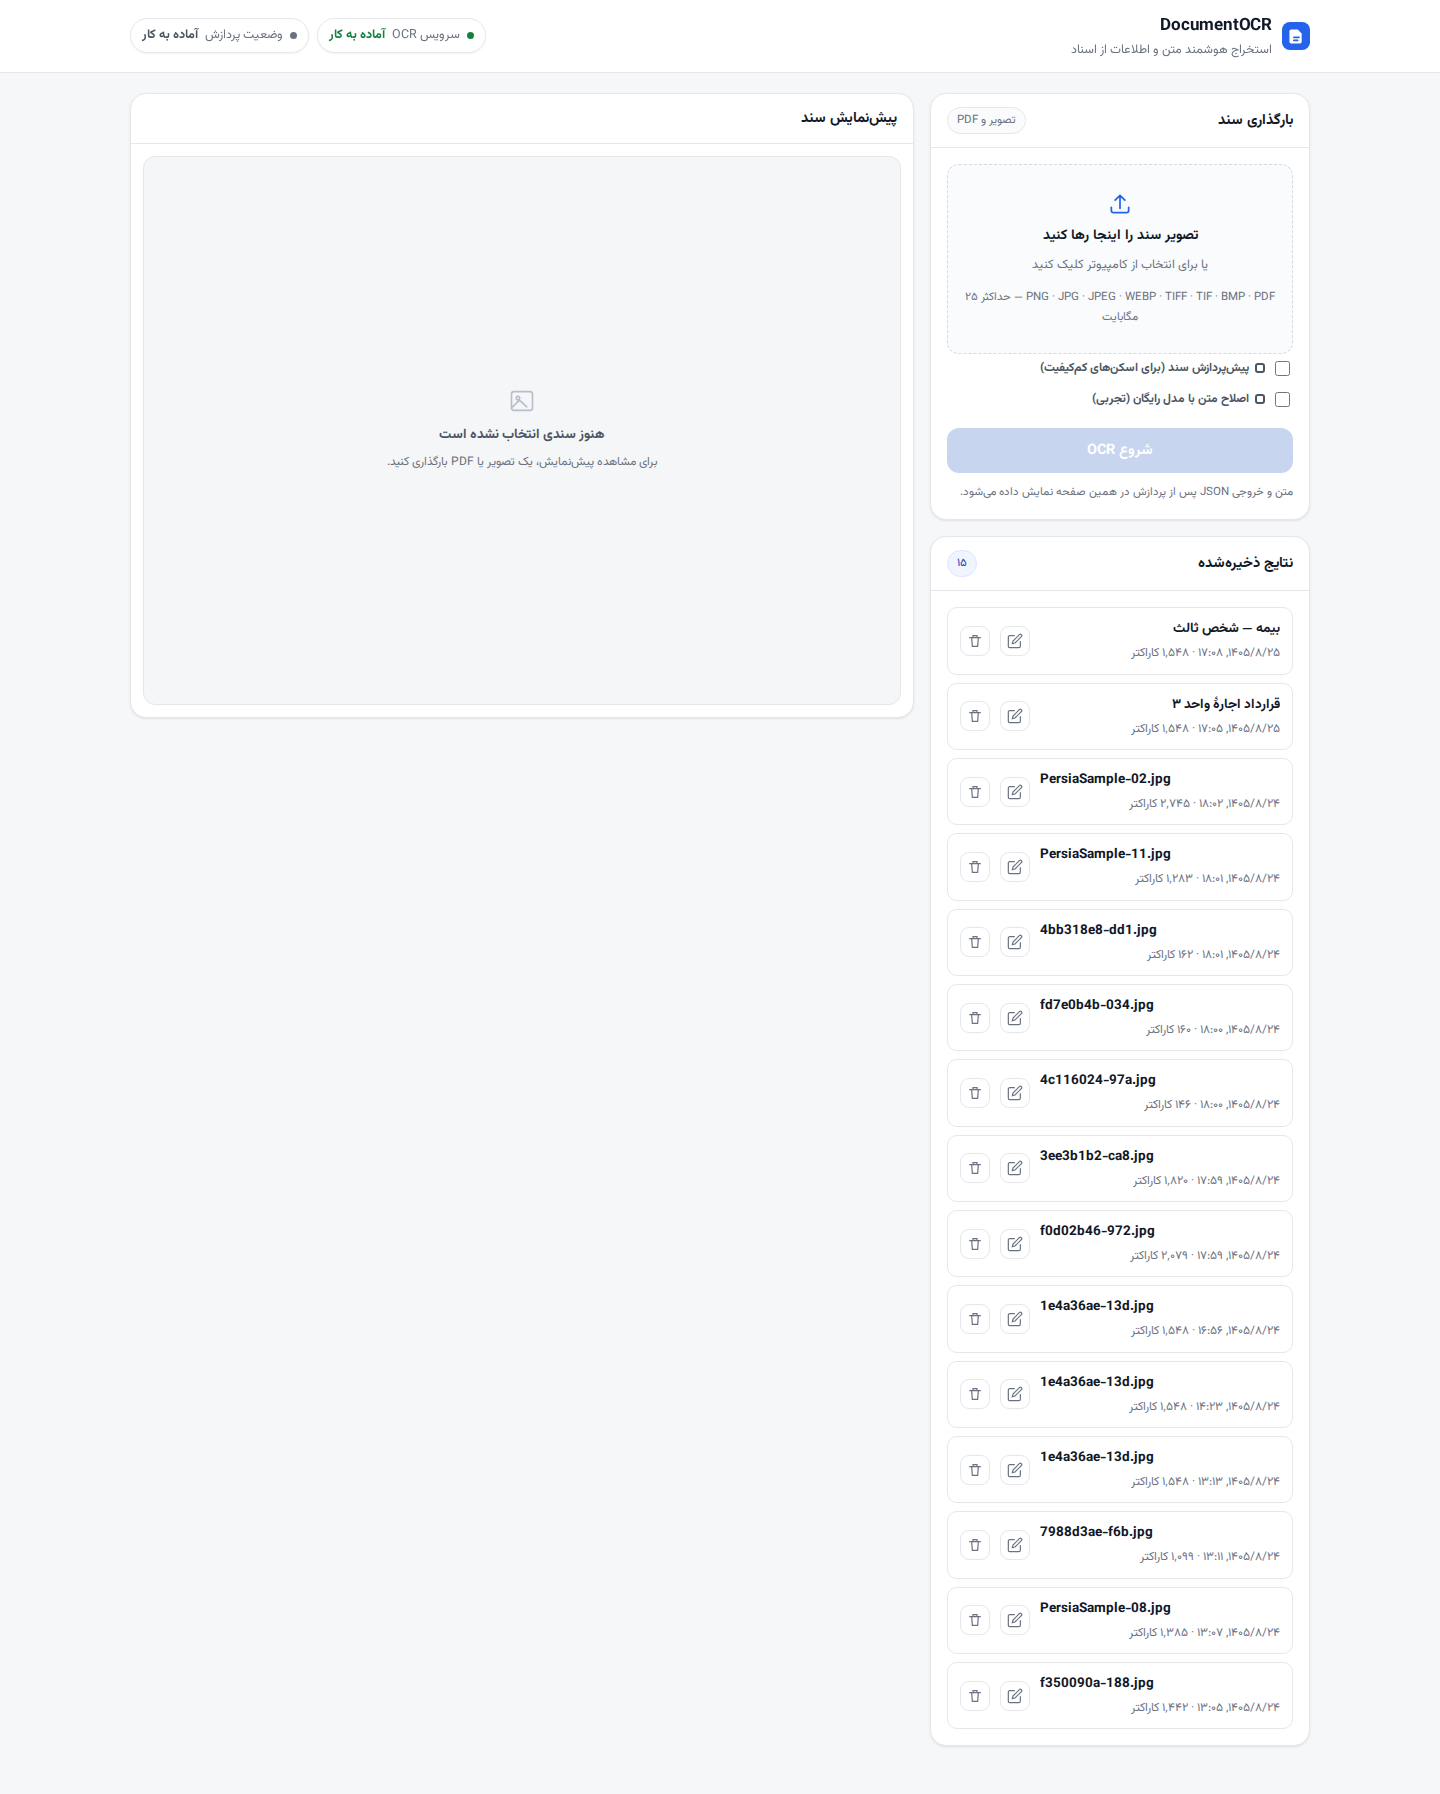 DocumentOCR
استخراج هوشمند متن و اطلاعات از اسناد
سرویس OCR آماده به کار
وضعیت پردازش آماده به کار
بارگذاری سند
تصویر و PDF
تصویر سند را اینجا رها کنید
یا برای انتخاب از کامپیوتر کلیک کنید
PNG · JPG · JPEG · WEBP · TIFF · TIF · BMP · PDF — حداکثر ۲۵
مگابایت
پیش‌پردازش سند (برای اسکن‌های کم‌کیفیت)
اصلاح متن با مدل رایگان (تجربی)
شروع OCR
متن و خروجی JSON پس از پردازش در همین صفحه نمایش داده می‌شود.
پیش‌نمایش سند
هنوز سندی انتخاب نشده است
برای مشاهده پیش‌نمایش، یک تصویر یا PDF بارگذاری کنید.
نتایج ذخیره‌شده
۱۵
بیمه — شخص ثالث
۱۴۰۵/۸/۲۵, ۱۷:۰۸ · ۱,۵۴۸ کاراکتر
قرارداد اجارهٔ واحد ۳
۱۴۰۵/۸/۲۵, ۱۷:۰۵ · ۱,۵۴۸ کاراکتر
PersiaSample-02.jpg
۱۴۰۵/۸/۲۴, ۱۸:۰۲ · ۲,۷۴۵ کاراکتر
PersiaSample-11.jpg
۱۴۰۵/۸/۲۴, ۱۸:۰۱ · ۱,۲۸۳ کاراکتر
4bb318e8-dd1.jpg
۱۴۰۵/۸/۲۴, ۱۸:۰۱ · ۱۶۲ کاراکتر
fd7e0b4b-034.jpg
۱۴۰۵/۸/۲۴, ۱۸:۰۰ · ۱۶۰ کاراکتر
4c116024-97a.jpg
۱۴۰۵/۸/۲۴, ۱۸:۰۰ · ۱۴۶ کاراکتر
3ee3b1b2-ca8.jpg
۱۴۰۵/۸/۲۴, ۱۷:۵۹ · ۱,۸۲۰ کاراکتر
f0d02b46-972.jpg
۱۴۰۵/۸/۲۴, ۱۷:۵۹ · ۲,۰۷۹ کاراکتر
1e4a36ae-13d.jpg
۱۴۰۵/۸/۲۴, ۱۶:۵۶ · ۱,۵۴۸ کاراکتر
1e4a36ae-13d.jpg
۱۴۰۵/۸/۲۴, ۱۴:۲۳ · ۱,۵۴۸ کاراکتر
1e4a36ae-13d.jpg
۱۴۰۵/۸/۲۴, ۱۳:۱۳ · ۱,۵۴۸ کاراکتر
7988d3ae-f6b.jpg
۱۴۰۵/۸/۲۴, ۱۳:۱۱ · ۱,۰۹۹ کاراکتر
PersiaSample-08.jpg
۱۴۰۵/۸/۲۴, ۱۳:۰۷ · ۱,۳۸۵ کاراکتر
f350090a-188.jpg
۱۴۰۵/۸/۲۴, ۱۳:۰۵ · ۱,۴۴۲ کاراکتر